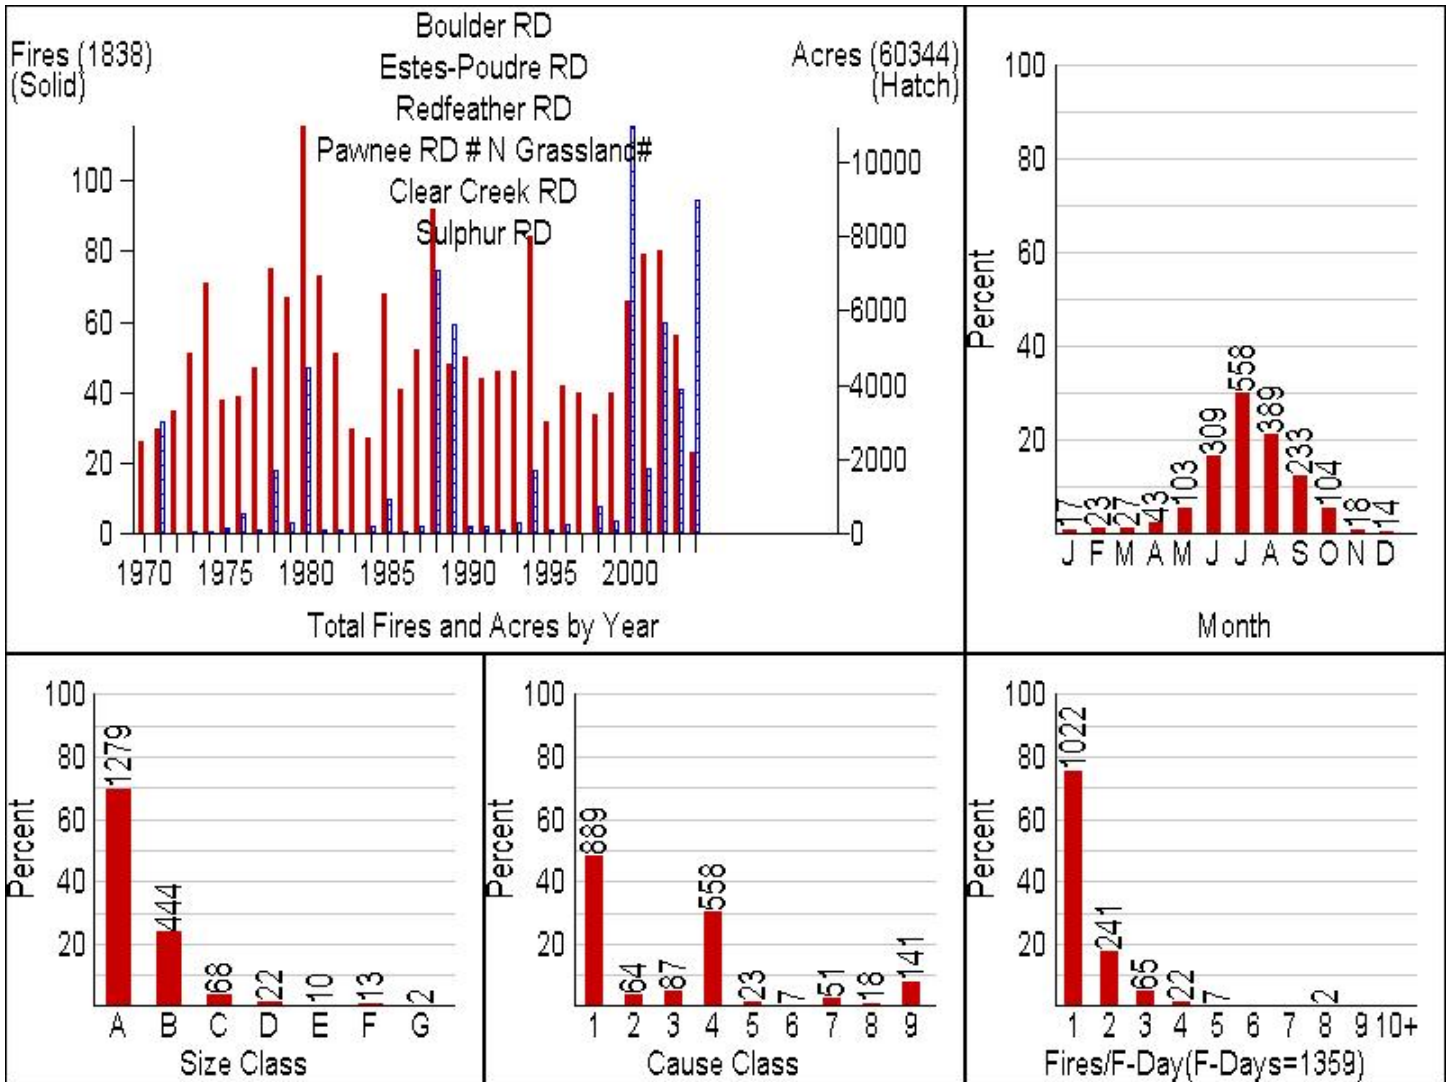 Boulder RD
Estes-Poudre RD
Redfeather RD
Pawnee RD # N Grassland#
Clear Creek RD
Sulphur RD
Fires (1838)
(Solid)
Acres (60344)
(Hatch)
100
80
60
40
20
0
10000
8000
6000
4000
2000
0
1970 1975 1980 1985 1990 1995 2000
Total Fires and Acres by Year
100
80
60
40
20
Percent
17 23 27 43 103 309 558 389 233 104 18 14
J F M A M J J A S O N D
Month
100
80
60
40
20
Percent
1279 444 68 22 10 13 2
A B C D E F G
Size Class
100
80
60
40
20
Percent
889 64 87 558 23 7 51 18 141
1 2 3 4 5 6 7 8 9
Cause Class
100
80
60
40
20
Percent
1022 241 65 22 7 2
1 2 3 4 5 6 7 8 9 10+
Fires/F-Day(F-Days=1359)